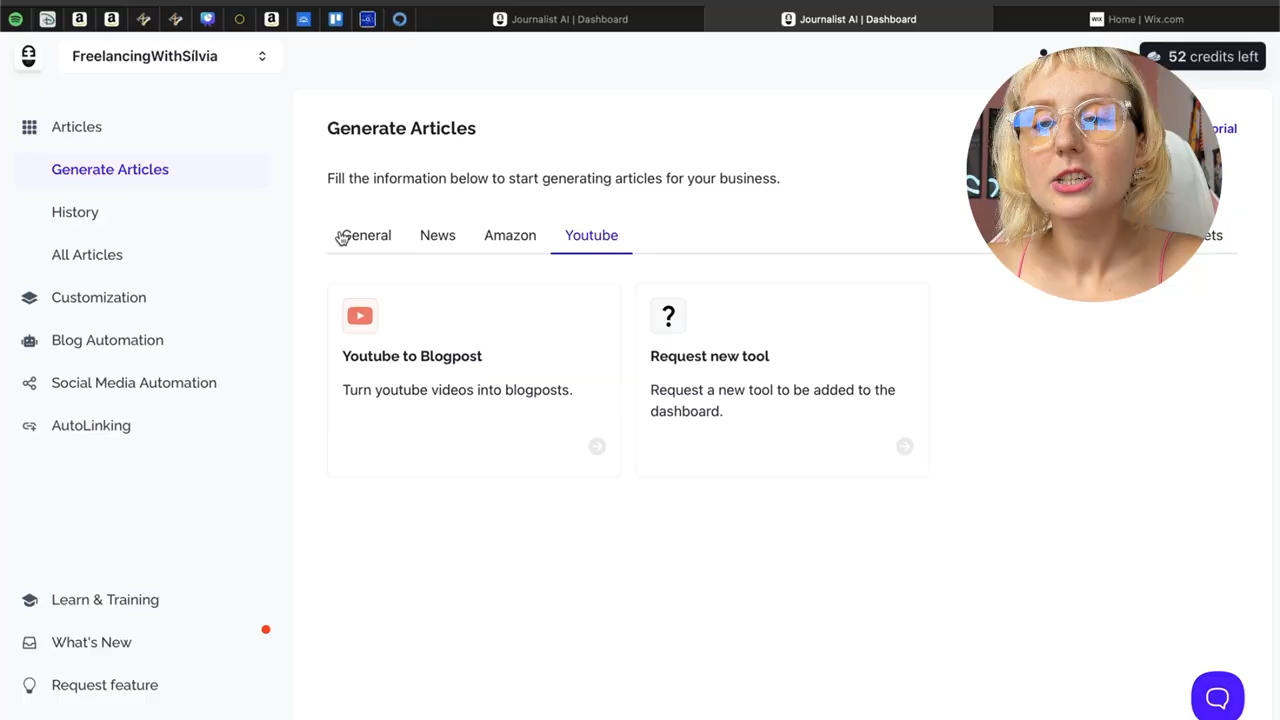 Journalist AI | Dashboard
Journalist AI | Dashboard
WIX Home | Wix.com
FreelancingWithSílvia
52 credits left
Articles
Generate Articles
History
All Articles
Customization
Blog Automation
Social Media Automation
AutoLinking
Learn & Training
What's New
Request feature
Generate Articles
Fill the information below to start generating articles for your business.
General News Amazon Youtube
Youtube to Blogpost
Turn youtube videos into blogposts.
?
Request new tool
Request a new tool to be added to the
dashboard.